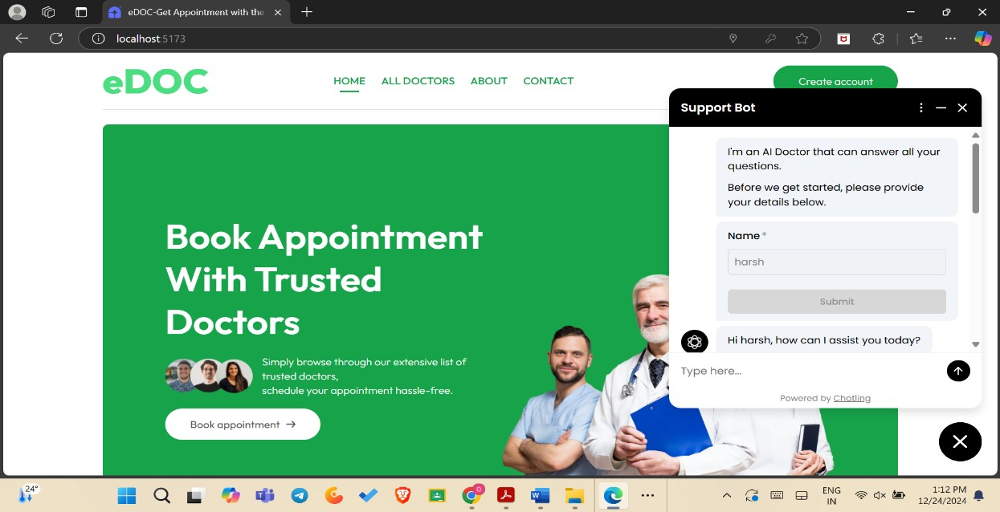 eDOC-Get Appointment with the
localhost:5173
eDOC
HOME
ALL DOCTORS
ABOUT
CONTACT
Create account
Book Appointment
With Trusted
Doctors
Simply browse through our extensive list of
trusted doctors,
schedule your appointment hassle-free.
Book appointment →
Support Bot
I'm an AI Doctor that can answer all your
questions.
Before we get started, please provide
your details below.
Name *
harsh
Submit
Hi harsh, how can I assist you today?
Type here...
Powered by Chatling
24°
0
ENG
IN
1:12 PM
12/24/2024